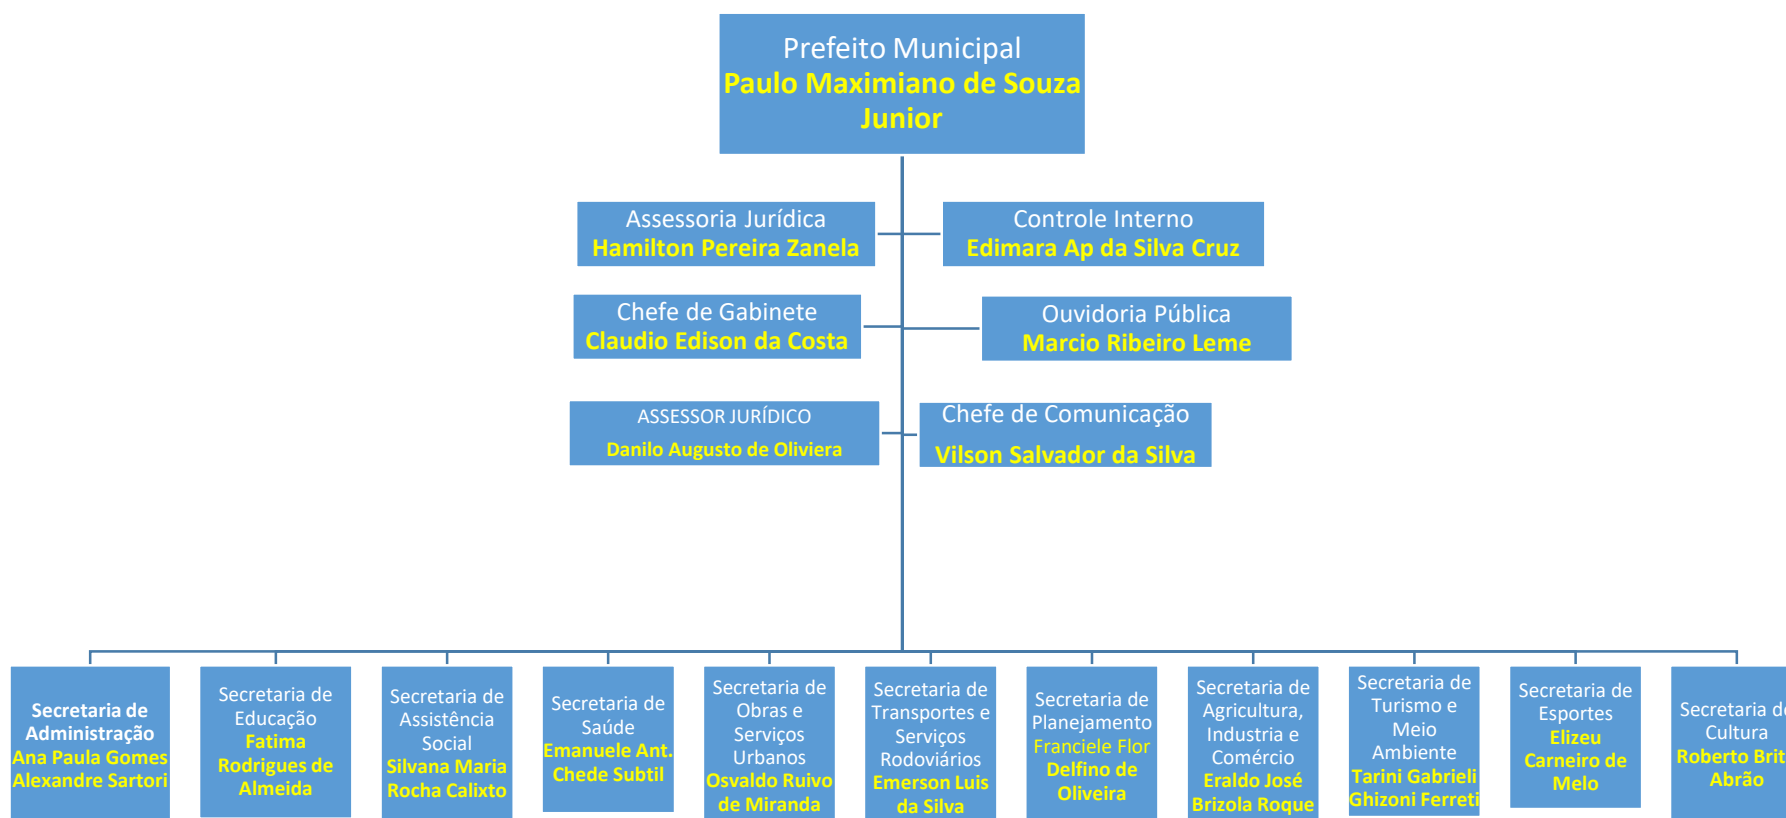 Prefeito Municipal
Paulo Maximiano de Souza
Junior
Assessoria Jurídica
Hamilton Pereira Zanela
Controle Interno
Edimara Ap da Silva Cruz
Chefe de Gabinete
Claudio Edison da Costa
Ouvidoria Pública
Marcio Ribeiro Leme
ASSESSOR JURÍDICO
Danilo Augusto de Oliviera
Chefe de Comunicação
Vilson Salvador da Silva
Secretaria de
Administração
Ana Paula Gomes
Alexandre Sartori
Secretaria de
Educação
Fatima
Rodrigues de
Almeida
Secretaria de
Assistência
Social
Silvana Maria
Rocha Calixto
Secretaria de
Saúde
Emanuele Ant.
Chede Subtil
Secretaria de
Obras e
Serviços
Urbanos
Osvaldo Ruivo
de Miranda
Secretaria de
Transportes e
Serviços
Rodoviários
Emerson Luis
da Silva
Secretaria de
Planejamento
Franciele Flor
Delfino de
Oliveira
Secretaria de
Agricultura,
Industria e
Comércio
Eraldo José
Brizola Roque
Secretaria de
Turismo e
Meio
Ambiente
Tarini Gabrieli
Ghizoni Ferreti
Secretaria de
Esportes
Elizeu
Carneiro de
Melo
Secretaria de
Cultura
Roberto
Abrão